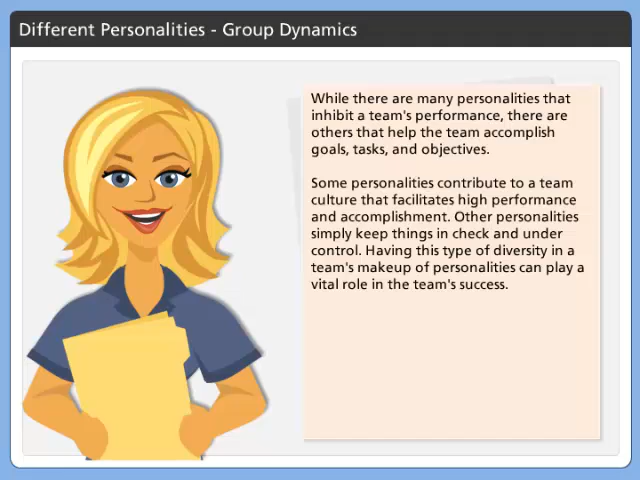 Different Personalities - Group Dynamics
While there are many personalities that
inhibit a team's performance, there are
others that help the team accomplish
goals, tasks, and objectives.
Some personalities contribute to a team
culture that facilitates high performance
and accomplishment. Other personalities
simply keep things in check and under
control. Having this type of diversity in a
team's makeup of personalities can play a
vital role in the team's success.